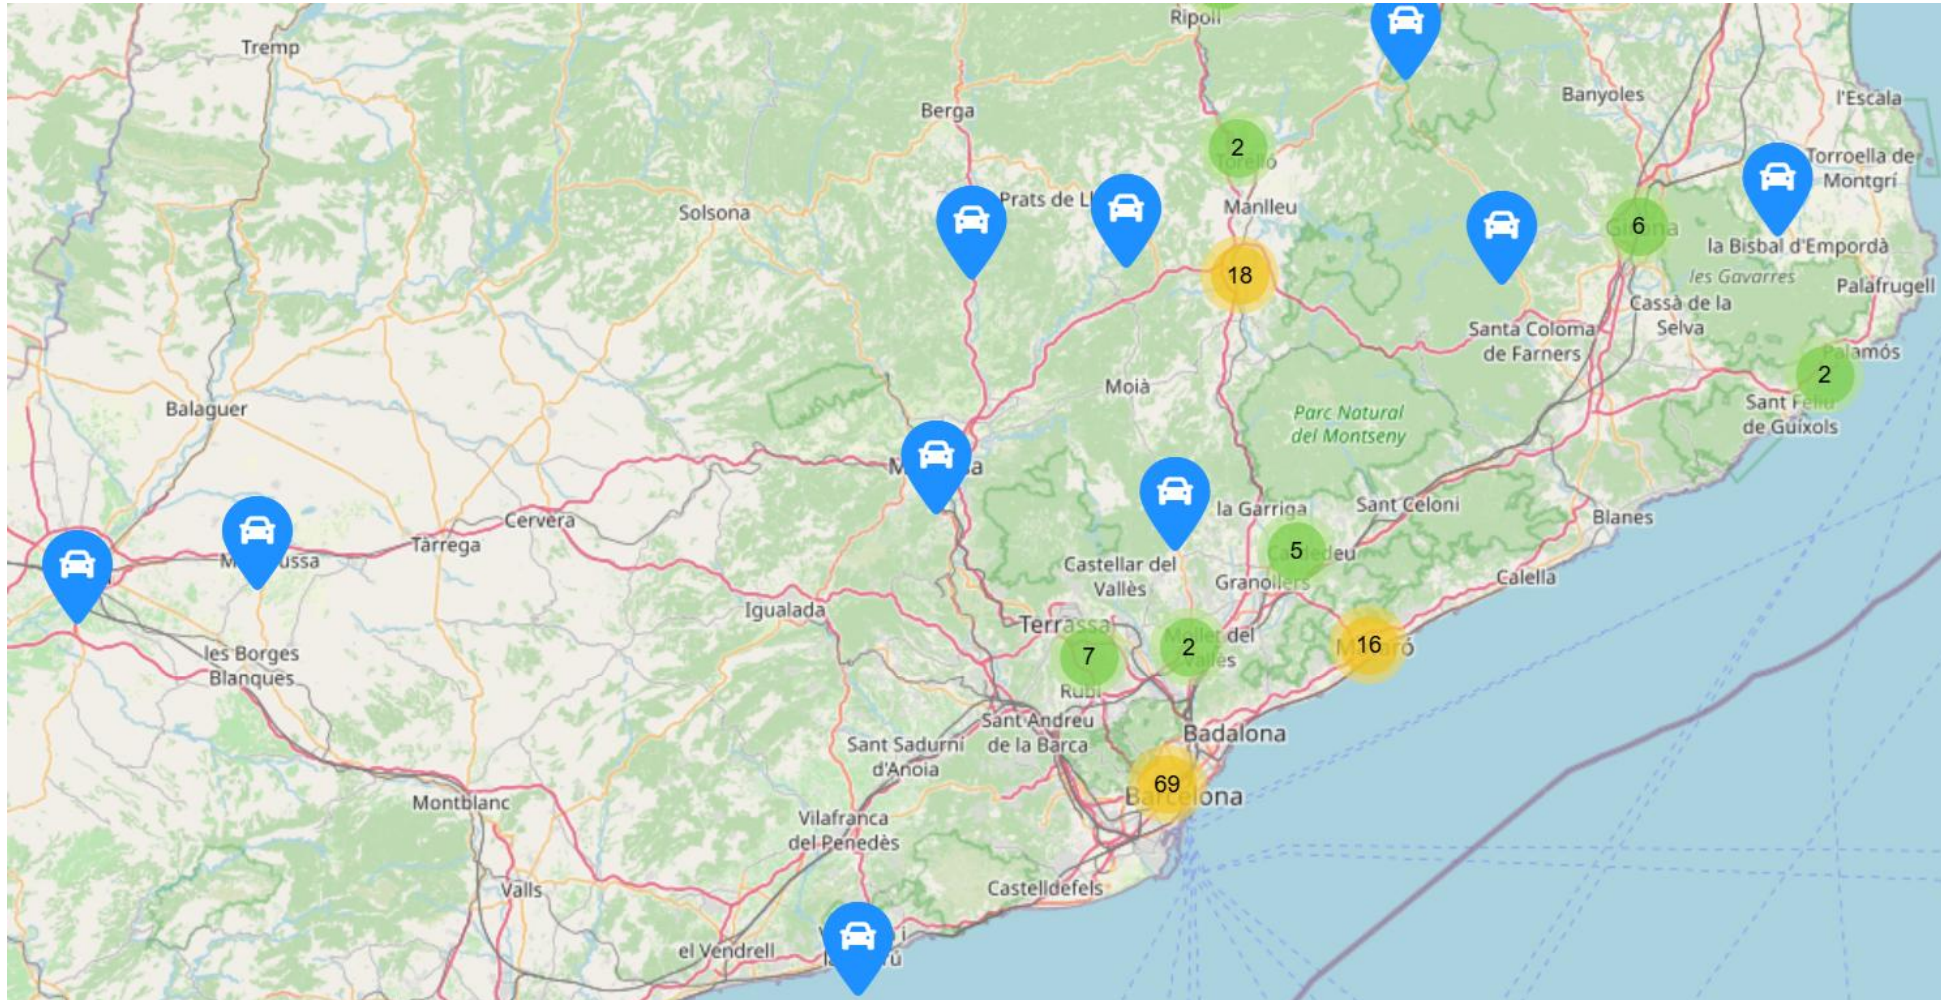 Ripoll
Tremp
Banyoles
l'Escala
Berga
2
Torroella de
Montgrí
Prats de
Manlleu
Solsona
6
la Bisbal d'Empordà
18
les Gavarres
Palafrugell
Cassà de la
Selva
Santa Coloma
de Farners
Palamós
2
Moià
Sant Feliu
de Guíxols
Balaguer
Parc Natural
del Montseny
Sant Celoni
la Garriga
Blanes
Cervera
Tàrrega
5
Castellar del
Vallès
Granollers
Calella
Igualada
Terrassa
Mollet del
Vallès
2
7
16
les Borges
Blanques
Rubí
Sant Andreu
de la Barca
Badalona
Sant Sadurní
d'Anoia
69
Barcelona
Montblanc
Vilafranca
del Penedès
Valls
Castelldefels
el Vendrell
i